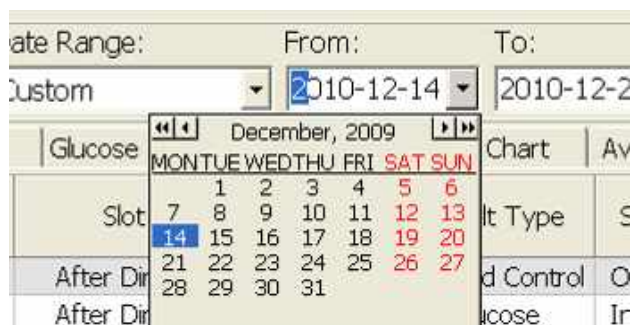 ate Range: From: To:
Custom 2010-12-14 2010-12-2
Glucose Chart Av
December, 2009
MON TUE WED THU FRI SAT SUN
1 2 3 4 5 6
Slot 7 8 9 10 11 12 13 lt Type S
14 15 16 17 18 19 20
21 22 23 24 25 26 27
After Din d Control O
28 29 30 31
After Din ucose In